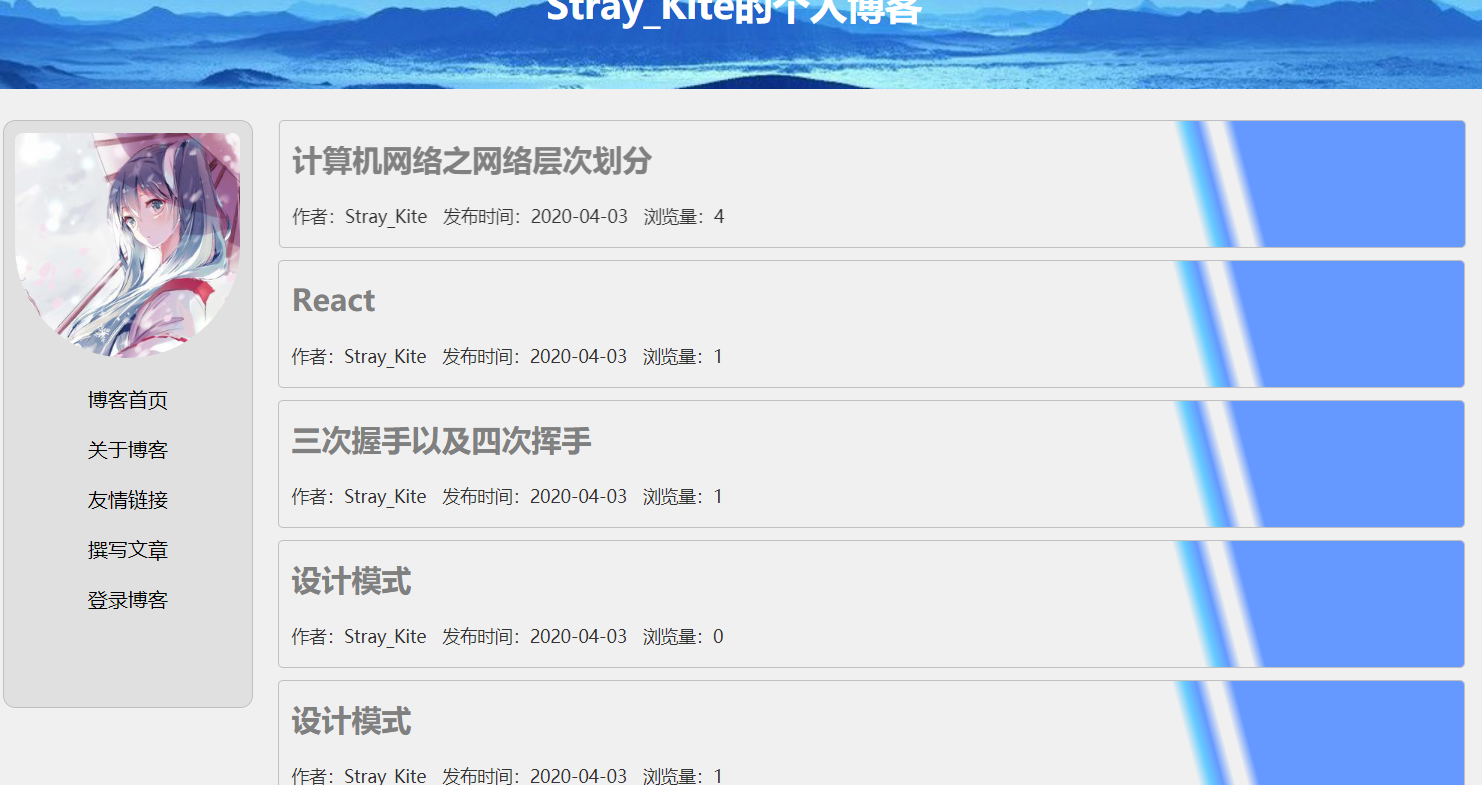 Stray_Kite的个人博客
博客首页
关于博客
友情链接
撰写文章
登录博客
计算机网络之网络层次划分
作者：Stray_Kite 发布时间：2020-04-03 浏览量：4
React
作者：Stray_Kite 发布时间：2020-04-03 浏览量：1
三次握手以及四次挥手
作者：Stray_Kite 发布时间：2020-04-03 浏览量：1
设计模式
作者：Stray_Kite 发布时间：2020-04-03 浏览量：0
设计模式
作者：Stray_Kite 发布时间：2020-04-03 浏览量：1